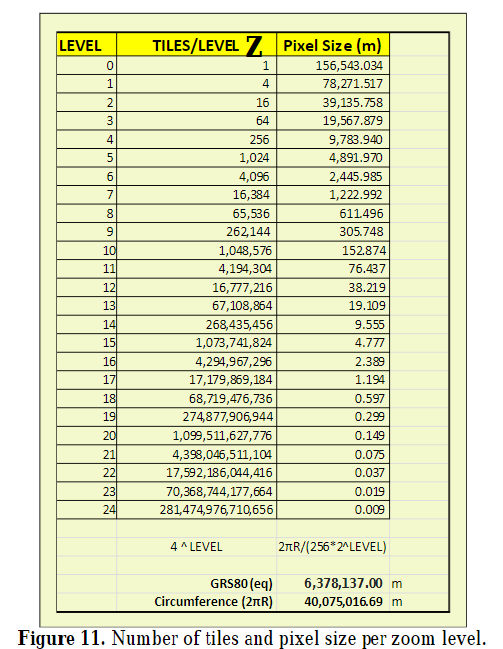 LEVEL TILES/LEVEL Z Pixel Size (m)
0 1 156,543.034
1 4 78,271.517
2 16 39,135.758
3 64 19,567.879
4 256 9,783.940
5 1,024 4,891.970
6 4,096 2,445.985
7 16,384 1,222.992
8 65,536 611.496
9 262,144 305.748
10 1,048,576 152.874
11 4,194,304 76.437
12 16,777,216 38.219
13 67,108,864 19.109
14 268,435,456 9.555
15 1,073,741,824 4.777
16 4,294,967,296 2.389
17 17,179,869,184 1.194
18 68,719,476,736 0.597
19 274,877,906,944 0.299
20 1,099,511,627,776 0.149
21 4,398,046,511,104 0.075
22 17,592,186,044,416 0.037
23 70,368,744,177,664 0.019
24 281,474,976,710,656 0.009
4 ^ LEVEL 2πR/(256*2^LEVEL)
GRS80 (eq) 6,378,137.00 m
Circumference (2πR) 40,075,016.69 m
Figure 11. Number of tiles and pixel size per zoom level.